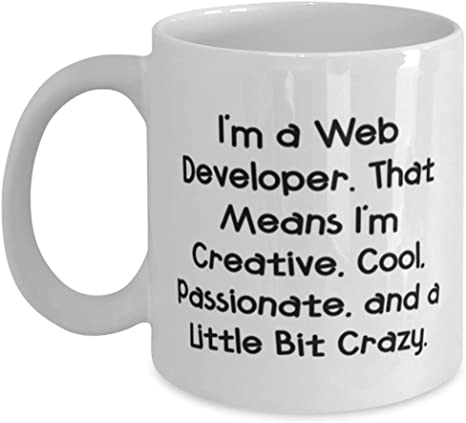 I'm a Web
Developer. That
Means I'm
Creative, Cool,
Passionate, and a
Little Bit Crazy.